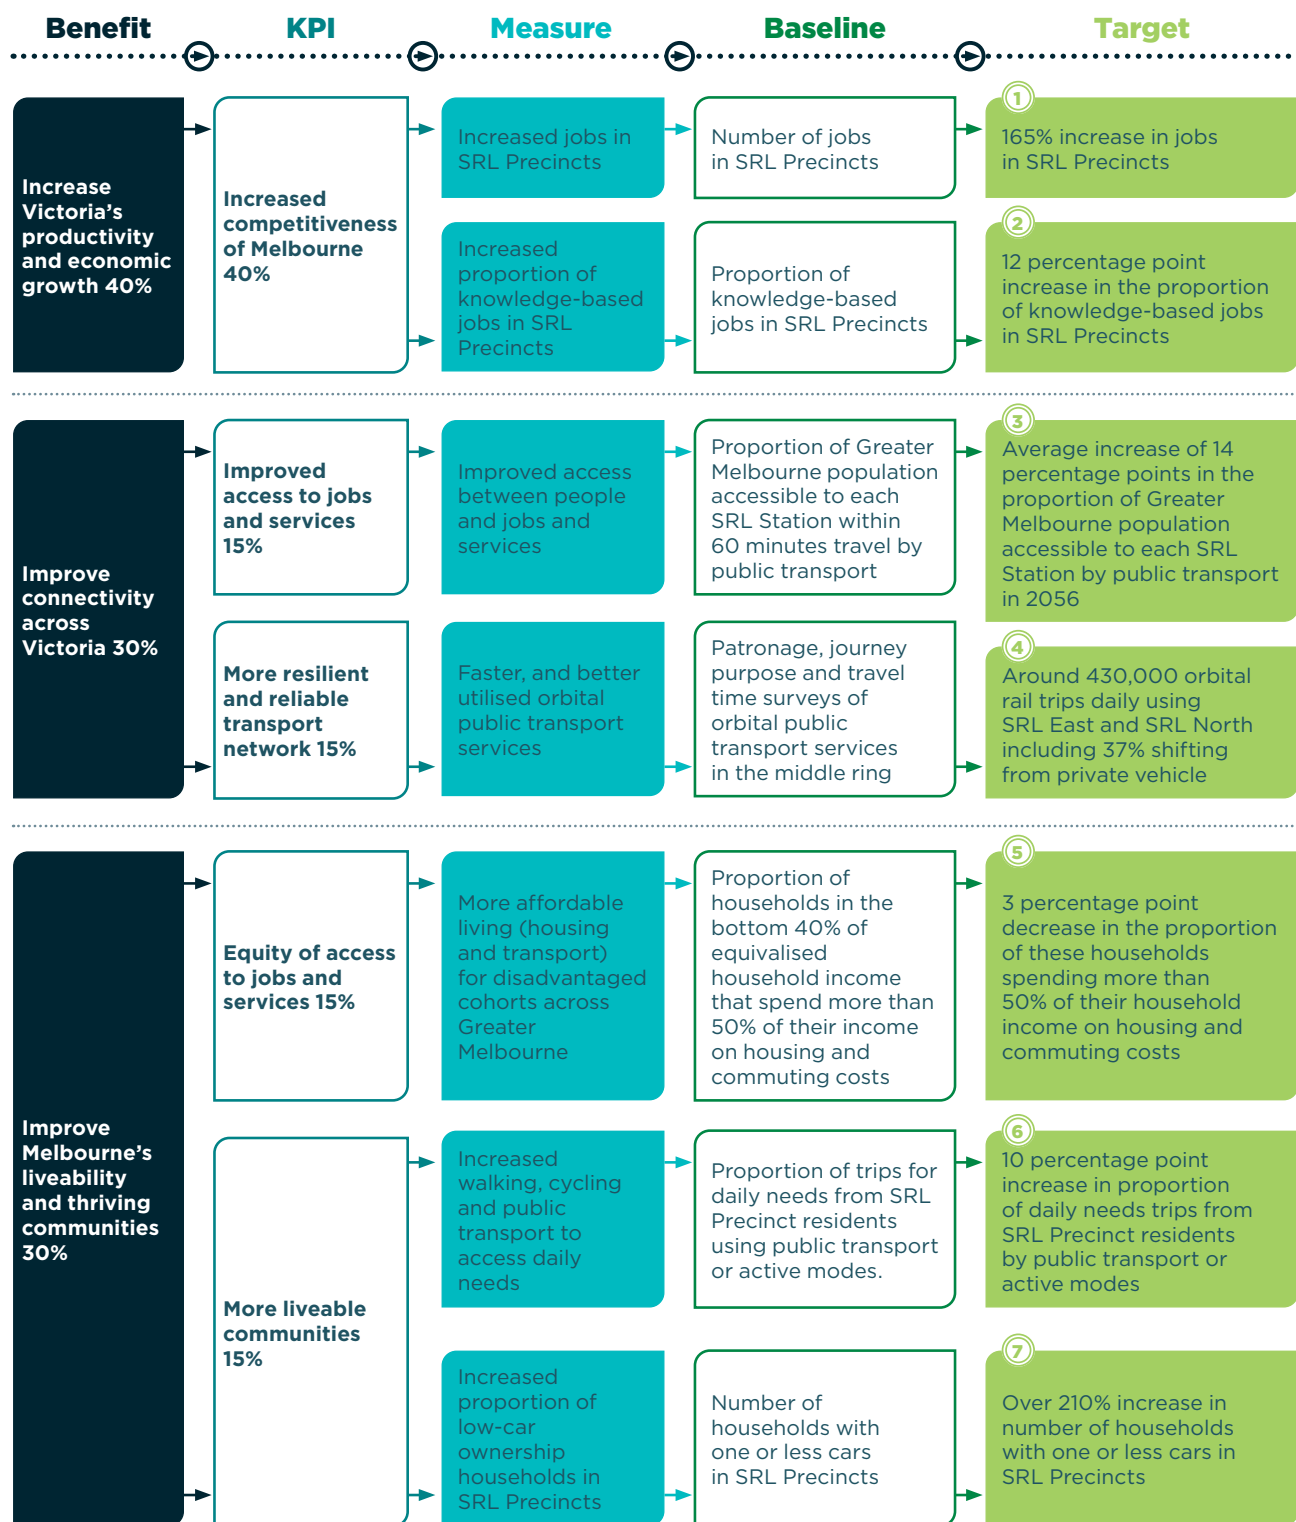 Benefit
KPI
Measure
Baseline
Target
Increase
Victoria's
productivity
and economic
growth 40%
Increased
competitiveness
of Melbourne
40%
Increased jobs in
SRL Precincts
Number of jobs
in SRL Precincts
1
165% increase in jobs
in SRL Precincts
Increased
proportion of
knowledge-based
jobs in SRL
Precincts
Proportion of
knowledge-based
jobs in SRL Precincts
2
12 percentage point
increase in the proportion
of knowledge-based jobs
in SRL Precincts
Improve
connectivity
across
Victoria 30%
Improved
access to jobs
and services
15%
Improved access
between people
and jobs and
services
Proportion of Greater
Melbourne population
accessible to each
SRL Station within
60 minutes travel by
public transport
3
Average increase of 14
percentage points in the
proportion of Greater
Melbourne population
accessible to each SRL
Station by public transport
in 2056
More resilient
and reliable
transport
network 15%
Faster, and better
utilised orbital
public transport
services
Patronage, journey
purpose and travel
time surveys of
orbital public
transport services
in the middle ring
4
Around 430,000 orbital
rail trips daily using
SRL East and SRL North
including 37% shifting
from private vehicle
Improve
Melbourne's
liveability
and thriving
communities
30%
Equity of access
to jobs and
services 15%
More affordable
living (housing
and transport)
for disadvantaged
cohorts across
Greater
Melbourne
Proportion of
households in the
bottom 40% of
equivalised
household income
that spend more than
50% of their income
on housing and
commuting costs
5
3 percentage point
decrease in the proportion
of these households
spending more than
50% of their household
income on housing and
commuting costs
More liveable
communities
15%
Increased
walking, cycling
and public
transport to
access daily
needs
Proportion of trips for
daily needs from SRL
Precinct residents
using public transport
or active modes.
6
10 percentage point
increase in proportion
of daily needs trips from
SRL Precinct residents
by public transport or
active modes
Increased
proportion of
low-car
ownership
households in
SRL Precincts
Number of
households with
one or less cars
in SRL Precincts
7
Over 210% increase in
number of households
with one or less cars in
SRL Precincts